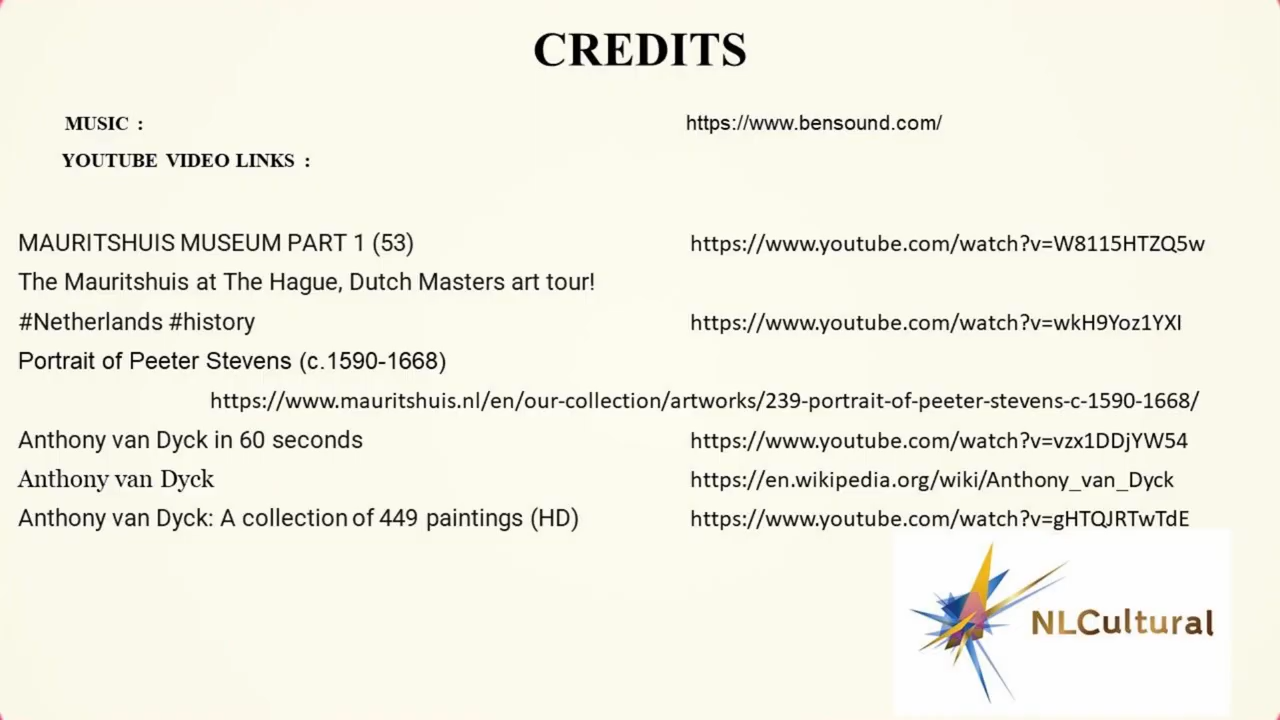 CREDITS
MUSIC : https://www.bensound.com/
YOUTUBE VIDEO LINKS :
MAURITSHUIS MUSEUM PART 1 (53) https://www.youtube.com/watch?v=W8115HTZQ5w
The Mauritshuis at The Hague, Dutch Masters art tour!
#Netherlands #history https://www.youtube.com/watch?v=wkH9Yoz1YXI
Portrait of Peeter Stevens (c.1590-1668)
https://www.mauritshuis.nl/en/our-collection/artworks/239-portrait-of-peeter-stevens-c-1590-1668/
Anthony van Dyck in 60 seconds https://www.youtube.com/watch?v=vzx1DDjYW54
Anthony van Dyck https://en.wikipedia.org/wiki/Anthony_van_Dyck
Anthony van Dyck: A collection of 449 paintings (HD) https://www.youtube.com/watch?v=gHTQJRTwTdE
NLCultural